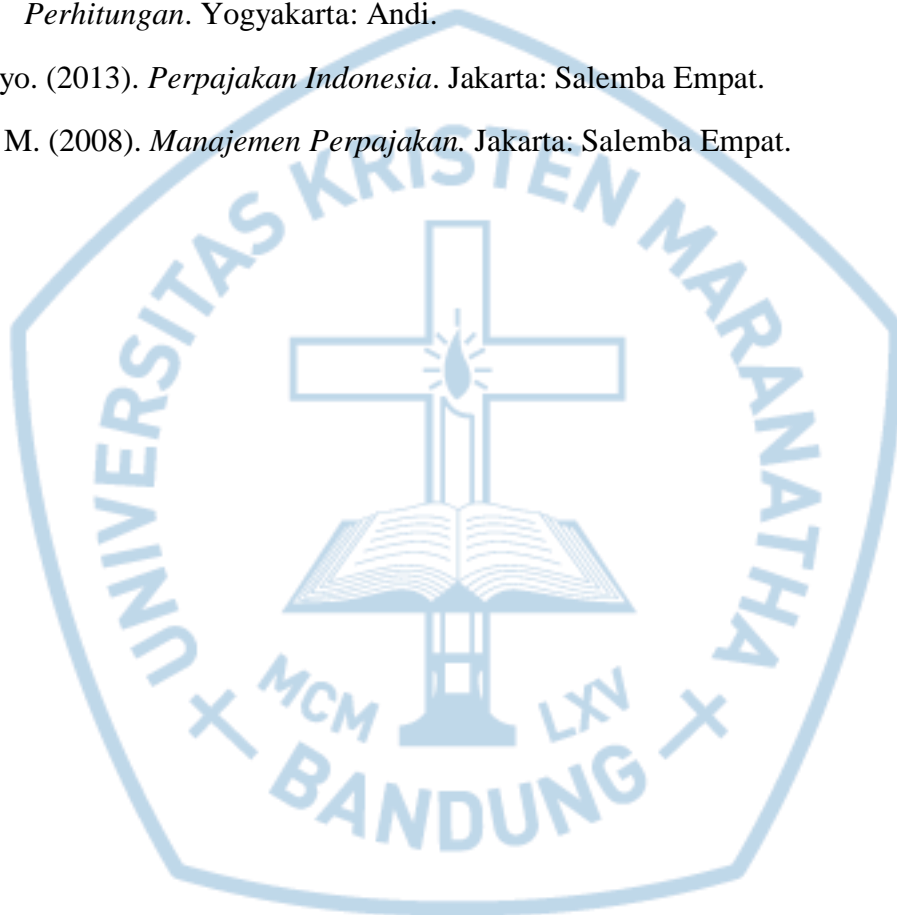 Perhitungan. Yogyakarta: Andi.
yo. (2013). Perpajakan Indonesia. Jakarta: Salemba Empat.
M. (2008). Manajemen Perpajakan. Jakarta: Salemba Empat.
UNIVERSITAS KRISTEN MARANATHA
MCM LXV
BANDUNG